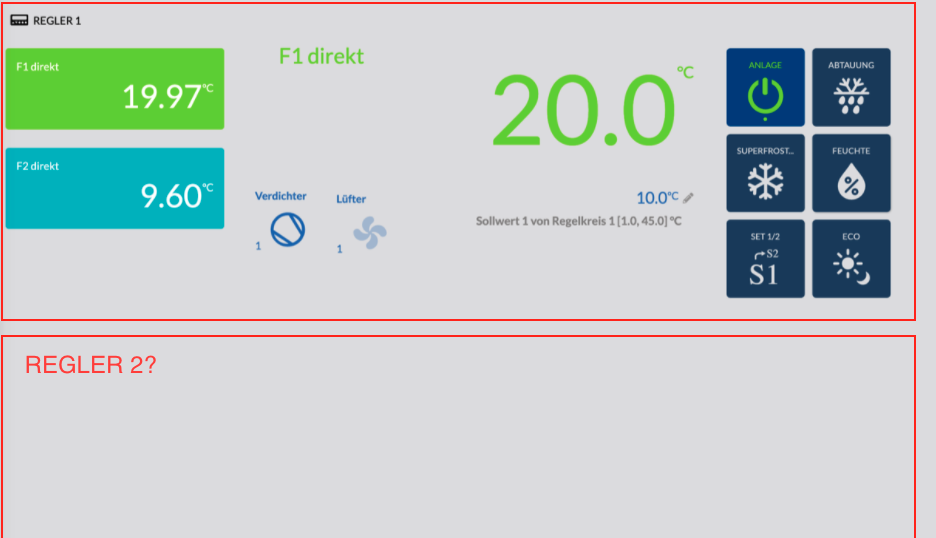 REGLER 1
F1 direkt
19.97°C
F2 direkt
9.60°C
F1 direkt
20.0°C
Verdichter
1
Lüfter
1
10.0°C
Sollwert 1 von Regelkreis 1 [1.0, 45.0] °C
ANLAGE
ABTAUUNG
SUPERFROST...
FEUCHTE
%
SET 1/2
S2
S1
ECO
REGLER 2?